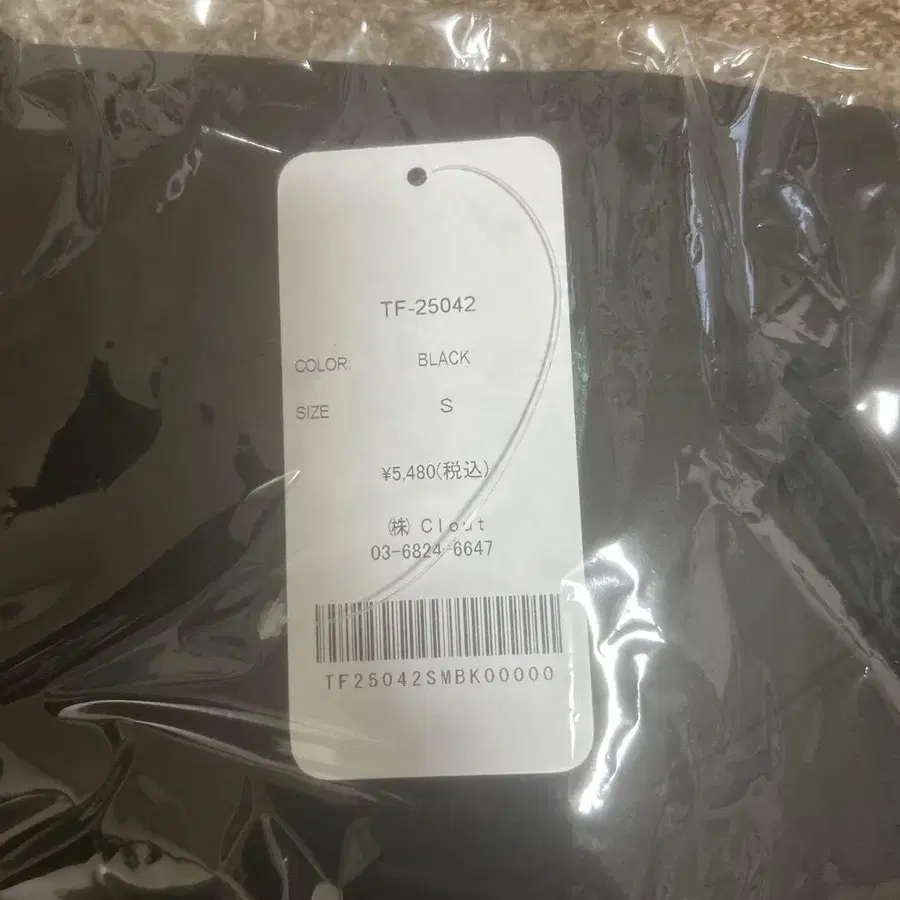 TF-25042
COLOR: BLACK
SIZE S
¥5,480(税込)
㈱ Clout
03-6824-6647
TF25042SMBK00000